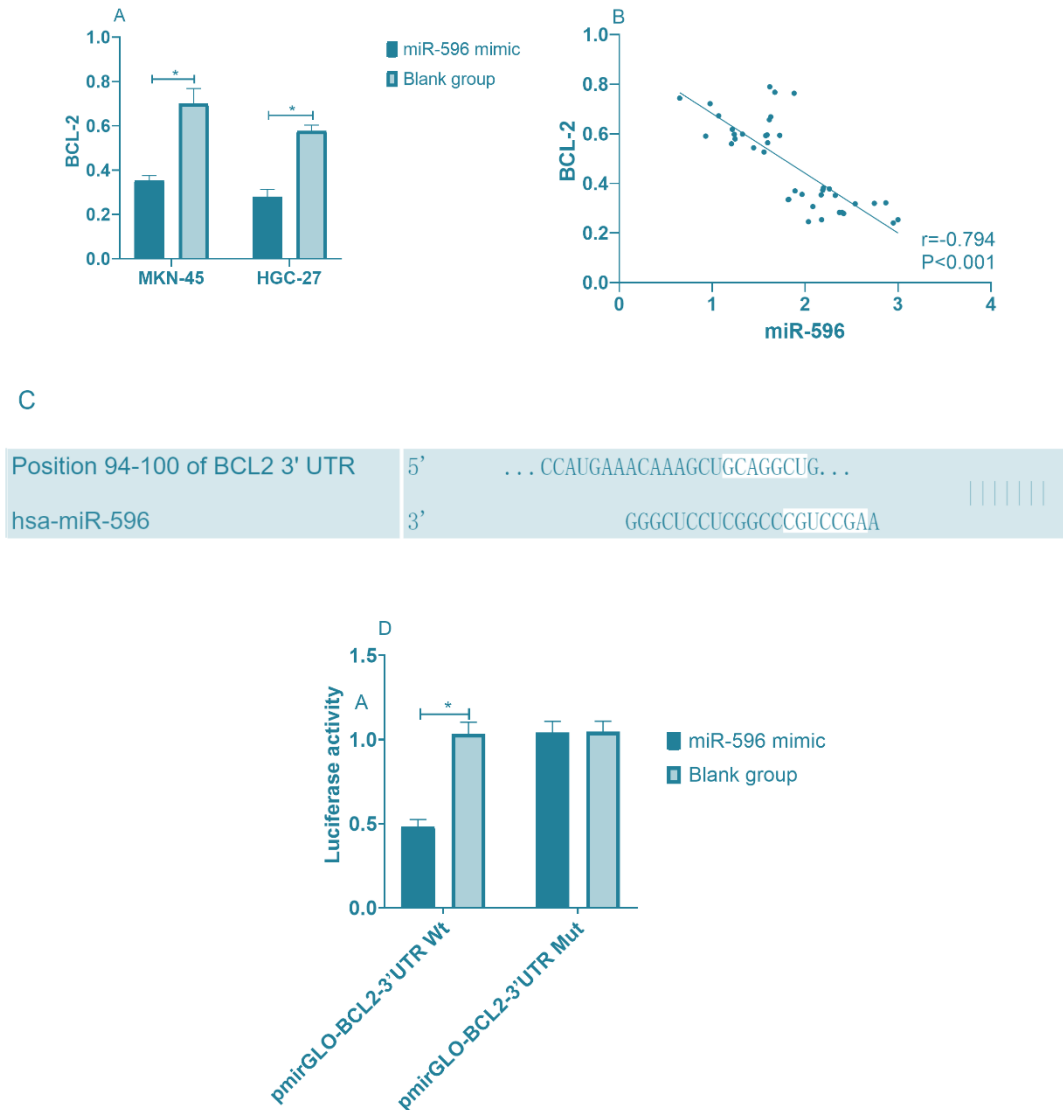 A
1.0
0.8
0.6
0.4
0.2
0.0
BCL-2
*
*
MKN-45
HGC-27
miR-596 mimic
Blank group
B
1.0
0.8
0.6
0.4
0.2
0.0
BCL-2
r=-0.794
P<0.001
0 1 2 3 4
miR-596
C
Position 94-100 of BCL2 3' UTR 5' ...CCAUGAAACAAAGCUGCAGGCUG...
hsa-miR-596 3' GGGCUCCUCGGCCCGUCCGAA
D
1.5
1.0
0.5
0.0
Luciferase activity
A
*
miR-596 mimic
Blank group
pmirGLO-BCL2-3'UTR Wt
pmirGLO-BCL2-3'UTR Mut